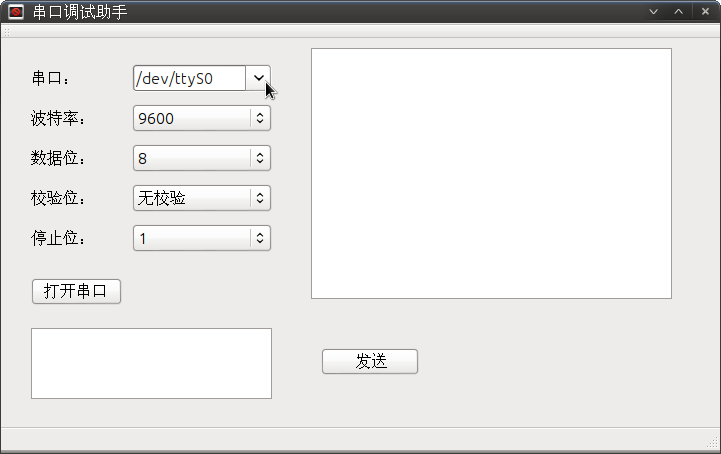 串口调试助手
串口： /dev/ttyS0
波特率： 9600
数据位： 8
校验位： 无校验
停止位： 1
打开串口
发送